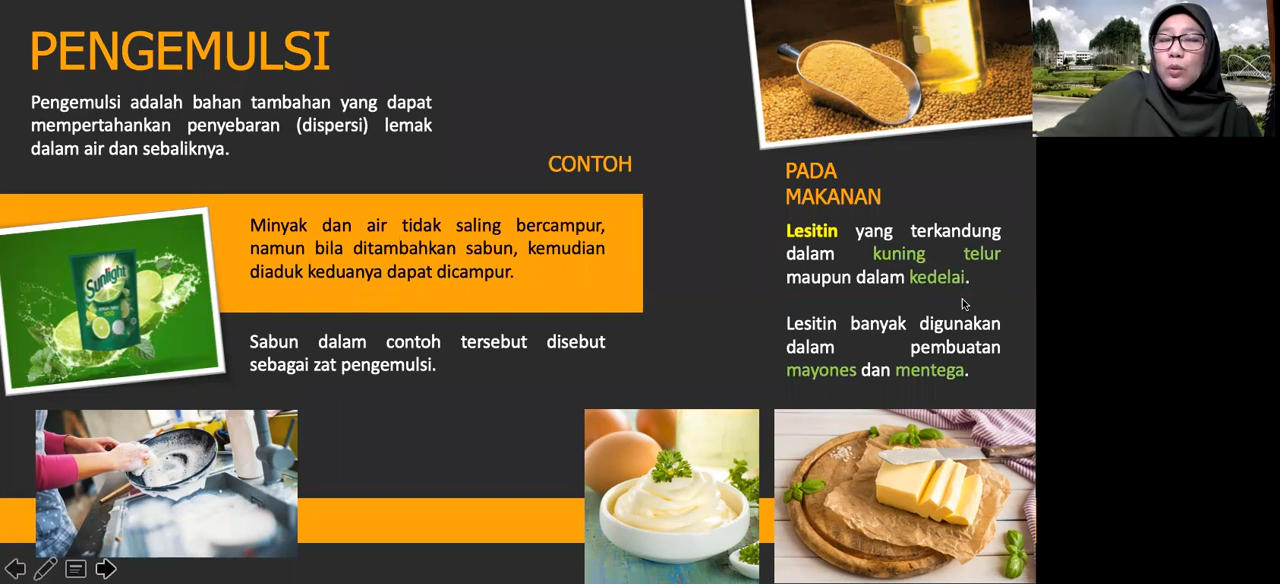 PENGEMULSI
Pengemulsi adalah bahan tambahan yang dapat
mempertahankan penyebaran (dispersi) lemak
dalam air dan sebaliknya.
CONTOH
Minyak dan air tidak saling bercampur,
namun bila ditambahkan sabun, kemudian
diaduk keduanya dapat dicampur.
Sunlight
100
Sabun dalam contoh tersebut disebut
sebagai zat pengemulsi.
PADA
MAKANAN
Lesitin yang terkandung
dalam kuning telur
maupun dalam kedelai.
Lesitin banyak digunakan
dalam pembuatan
mayones dan mentega.